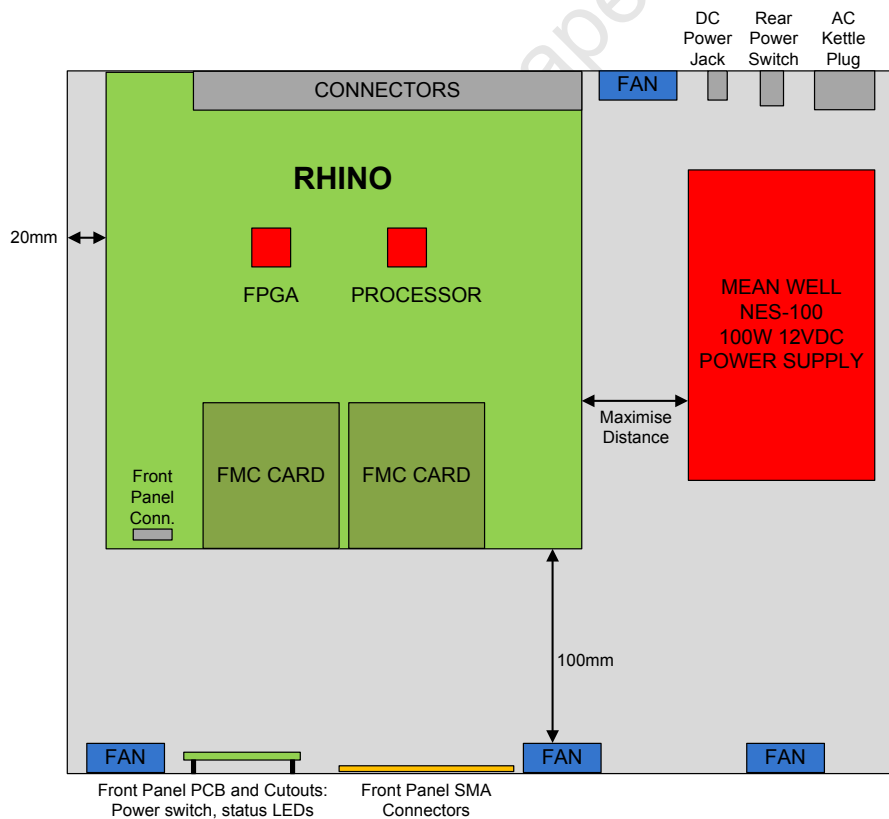 DC
Power
Jack
Rear
Power
Switch
AC
Kettle
Plug
CONNECTORS
FAN
RHINO
20mm
FPGA
PROCESSOR
MEAN WELL
NES-100
100W 12VDC
POWER SUPPLY
Maximise
Distance
FMC CARD
FMC CARD
Front
Panel
Conn.
100mm
FAN
FAN
FAN
Front Panel PCB and Cutouts:
Power switch, status LEDs
Front Panel SMA
Connectors